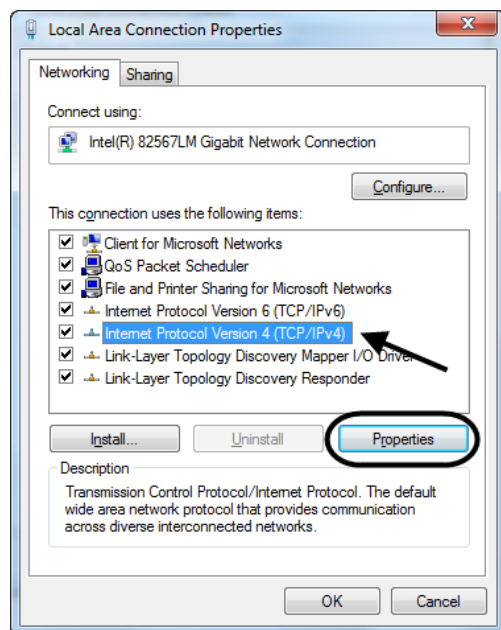 Local Area Connection Properties
Networking Sharing
Connect using:
Intel(R) 82567LM Gigabit Network Connection
Configure...
This connection uses the following items:
Client for Microsoft Networks
QoS Packet Scheduler
File and Printer Sharing for Microsoft Networks
Internet Protocol Version 6 (TCP/IPv6)
Internet Protocol Version 4 (TCP/IPv4)
Link-Layer Topology Discovery Mapper I/O Driver
Link-Layer Topology Discovery Responder
Install... Uninstall Properties
Description
Transmission Control Protocol/Internet Protocol. The default
wide area network protocol that provides communication
across diverse interconnected networks.
OK Cancel